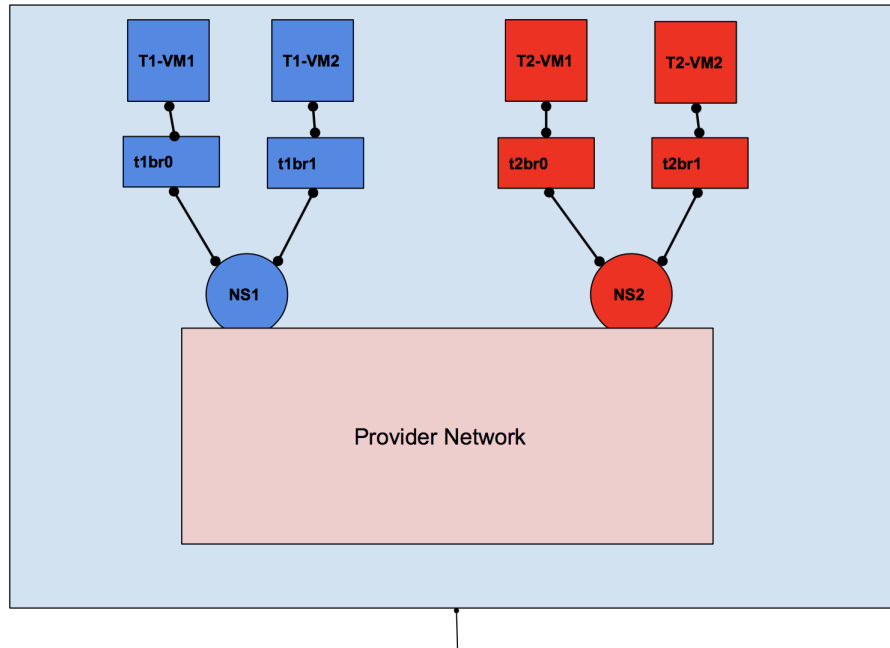 T1-VM1
T1-VM2
T2-VM1
T2-VM2
t1br0
t1br1
t2br0
t2br1
NS1
NS2
Provider Network